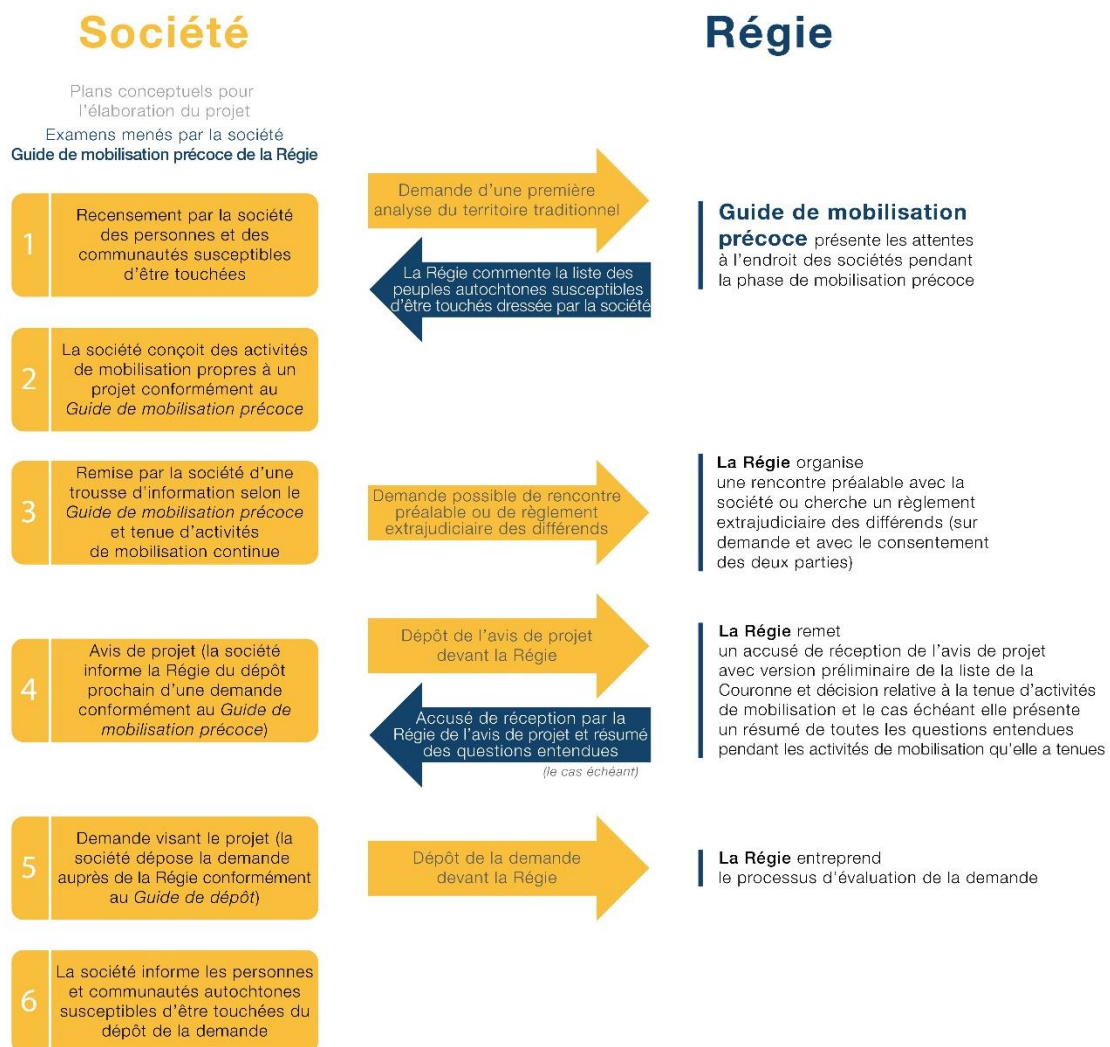 Société
Régie
Plans conceptuels pour
l'élaboration du projet
Examens menés par la société
Guide de mobilisation précoce de la Régie
1
Recensement par la société
des personnes et des
communautés susceptibles
d'être touchées
Demande d'une première
analyse du territoire traditionnel
La Régie commente la liste des
peuples autochtones susceptibles
d'être touchés dressée par la société
Guide de mobilisation
précoce présente les attentes
à l'endroit des sociétés pendant
la phase de mobilisation précoce
2
La société conçoit des activités
de mobilisation propres à un
projet conformément au
Guide de mobilisation précoce
3
Remise par la société d'une
trousse d'information selon le
Guide de mobilisation précoce
et tenue d'activités
de mobilisation continue
Demande possible de rencontre
préalable ou de règlement
extrajudiciaire des différends
La Régie organise
une rencontre préalable avec la
société ou cherche un règlement
extrajudiciaire des différends (sur
demande et avec le consentement
des deux parties)
4
Avis de projet (la société
informe la Régie du dépôt
prochain d'une demande
conformément au Guide de
mobilisation précoce)
Dépôt de l'avis de projet
devant la Régie
Accusé de réception par la
Régie de l'avis de projet et résumé
des questions entendues
(le cas échéant)
La Régie remet
un accusé de réception de l'avis de projet
avec version préliminaire de la liste de la
Couronne et décision relative à la tenue d'activités
de mobilisation et le cas échéant elle présente
un résumé de toutes les questions entendues
pendant les activités de mobilisation qu'elle a tenues
5
Demande visant le projet (la
société dépose la demande
auprès de la Régie conformément
au Guide de dépôt)
Dépôt de la demande
devant la Régie
La Régie entreprend
le processus d'évaluation de la demande
6
La société informe les personnes
et communautés autochtones
susceptibles d'être touchées du
dépôt de la demande